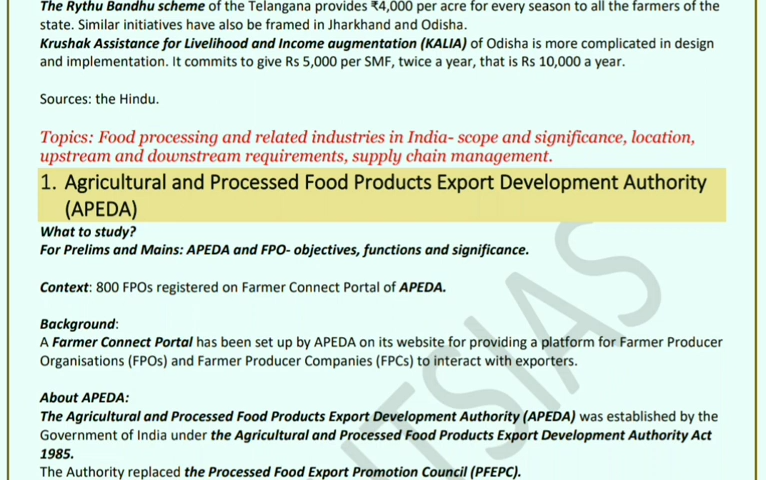 The Rythu Bandhu scheme of the Telangana provides ₹4,000 per acre for every season to all the farmers of the
state. Similar initiatives have also be framed in Jharkhand and Odisha.
Krushak Assistance for Livelihood and Income augmentation (KALIA) of Odisha is more complicated in design
and implementation. It commits to give Rs 5,000 per SMF, twice a year, that is Rs 10,000 a year.
Sources: the Hindu.
Topics: Food processing and related industries in India- scope and significance, location,
upstream and downstream requirements, supply chain management.
1. Agricultural and Processed Food Products Export Development Authority
(APEDA)
What to study?
For Prelims and Mains: APEDA and FPO- objectives, functions and significance.
Context: 800 FPOs registered on Farmer Connect Portal of APEDA.
Background:
A Farmer Connect Portal has been set up by APEDA on its website for providing a platform for Farmer Producer
Organisations (FPOs) and Farmer Producer Companies (FPCs) to interact with exporters.
About APEDA:
The Agricultural and Processed Food Products Export Development Authority (APEDA) was established by the
Government of India under the Agricultural and Processed Food Products Export Development Authority Act
1985.
The Authority replaced the Processed Food Export Promotion Council (PFEPC).